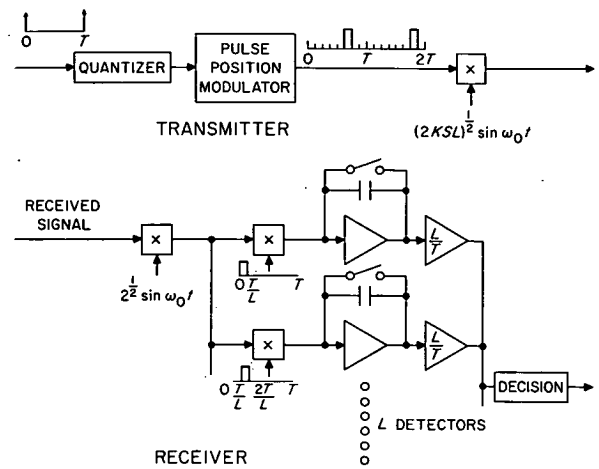 0 T
QUANTIZER
PULSE
POSITION
MODULATOR
0 T 2T
×
(2KSL)^{1/2} sin ω₀t
TRANSMITTER
RECEIVED
SIGNAL
×
2^{1/2} sin ω₀t
×
0 T/L T
L/T
×
0 T/L 2T/L T
L/T
DECISION
L DETECTORS
RECEIVER